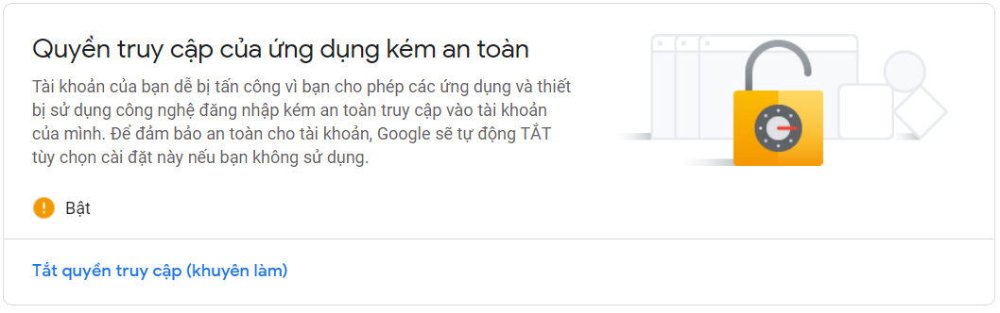 Quyền truy cập của ứng dụng kém an toàn
Tài khoản của bạn dễ bị tấn công vì bạn cho phép các ứng dụng và thiết
bị sử dụng công nghệ đăng nhập kém an toàn truy cập vào tài khoản
của mình. Để đảm bảo an toàn cho tài khoản, Google sẽ tự động TẮT
tùy chọn cài đặt này nếu bạn không sử dụng.
Bật
Tắt quyền truy cập (khuyên làm)